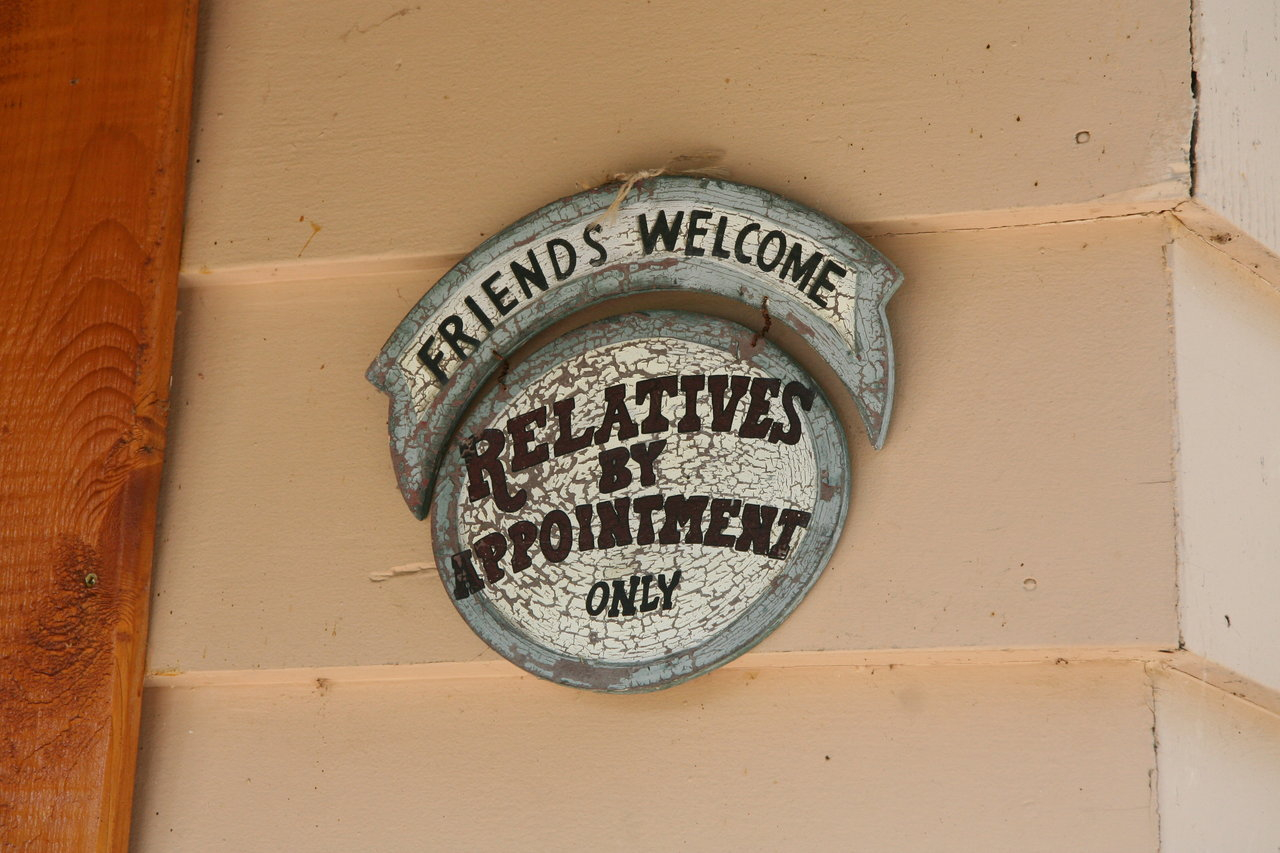 FRIENDS WELCOME
RELATIVES
BY
APPOINTMENT
ONLY